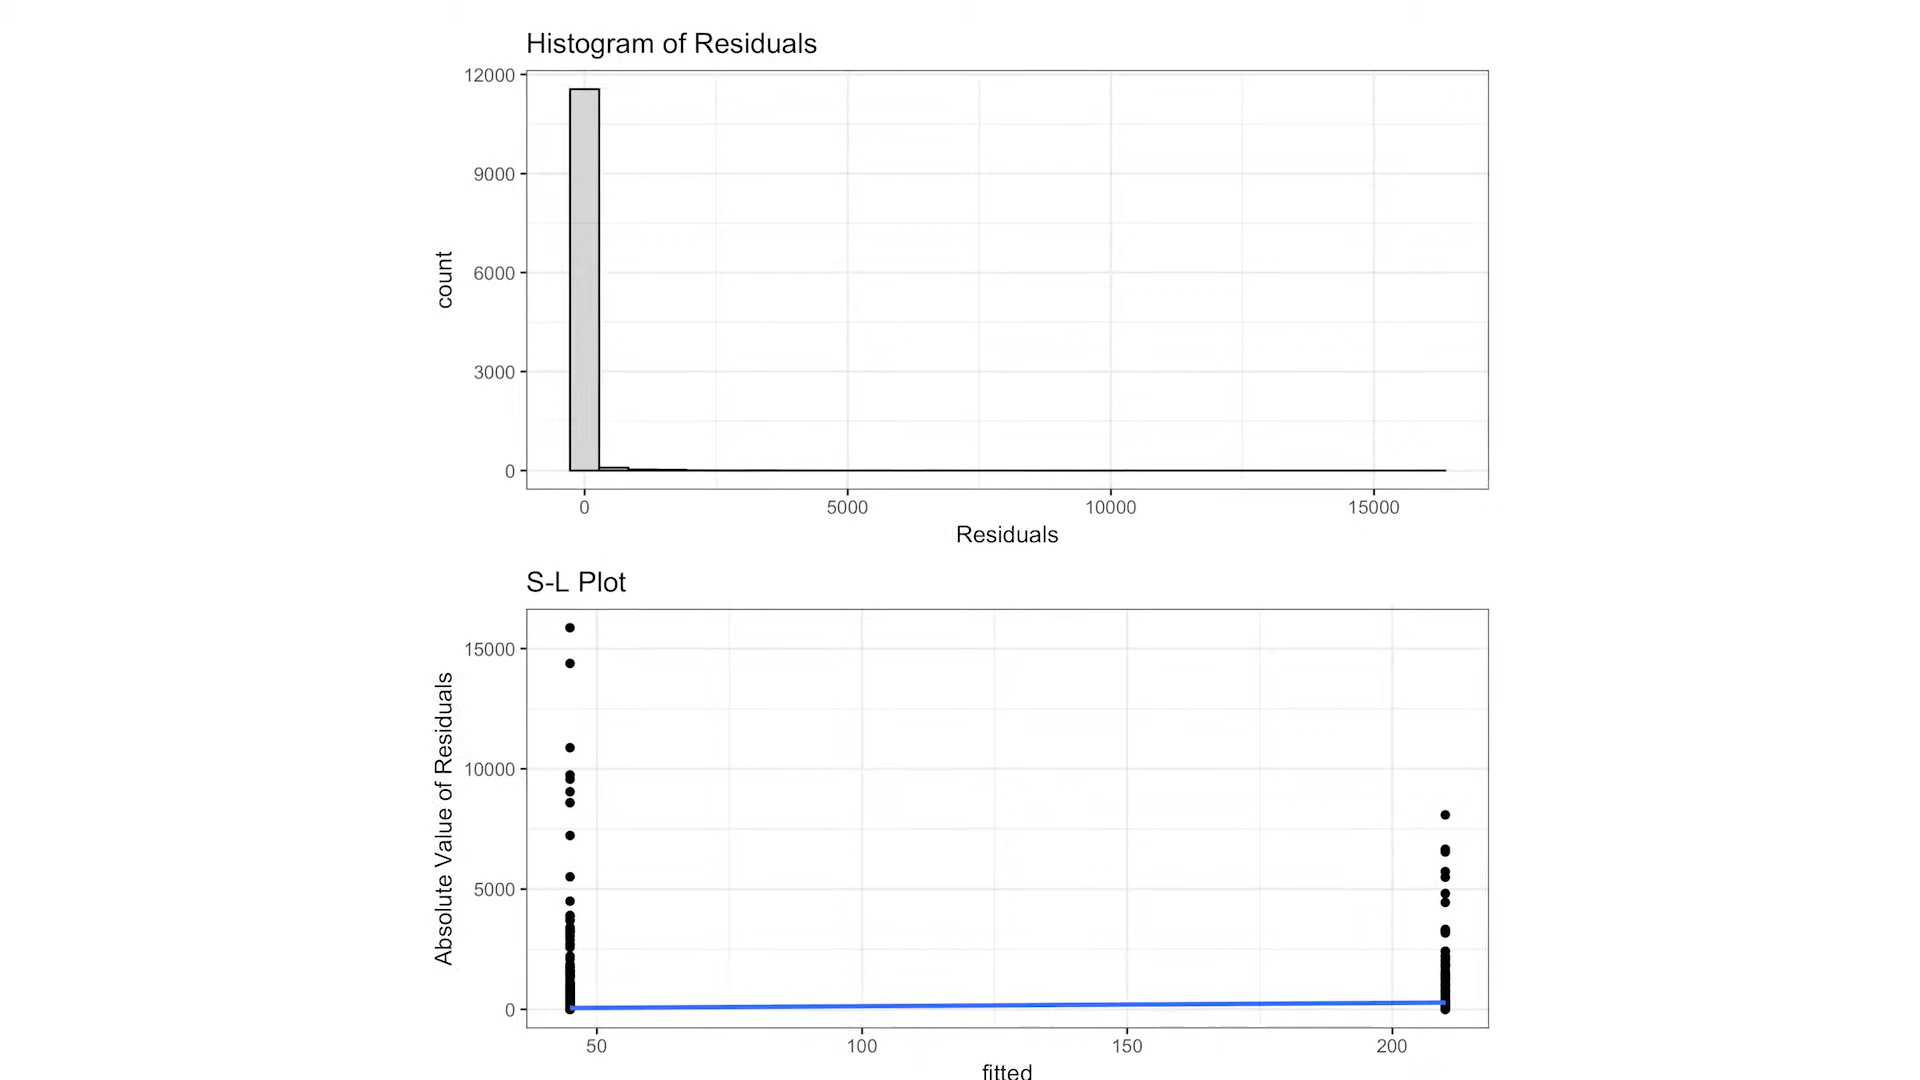 Histogram of Residuals
12000
9000
6000
3000
0
count
0 5000 10000 15000
Residuals
S-L Plot
15000
10000
5000
0
Absolute Value of Residuals
50 100 150 200
fitted